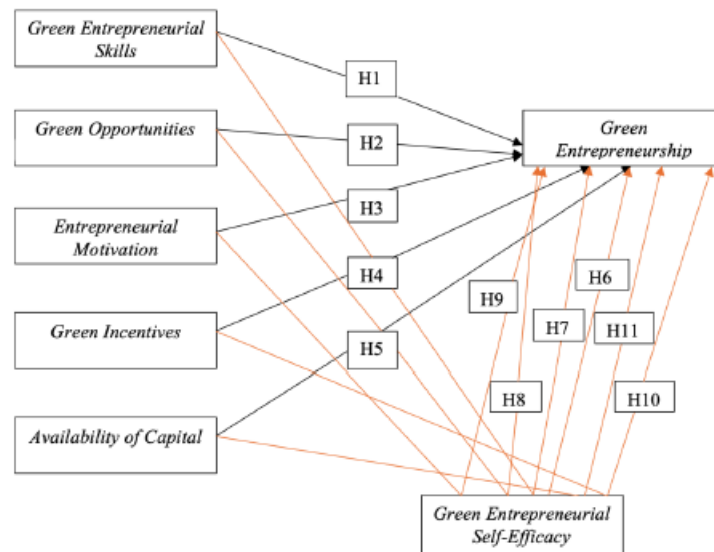 Green Entrepreneurial
Skills
H1
Green Opportunities
H2
Green
Entrepreneurship
Entrepreneurial
Motivation
H3
H4
Green Incentives
H5
H9
H6
H7
H11
H8
H10
Availability of Capital
Green Entrepreneurial
Self-Efficacy